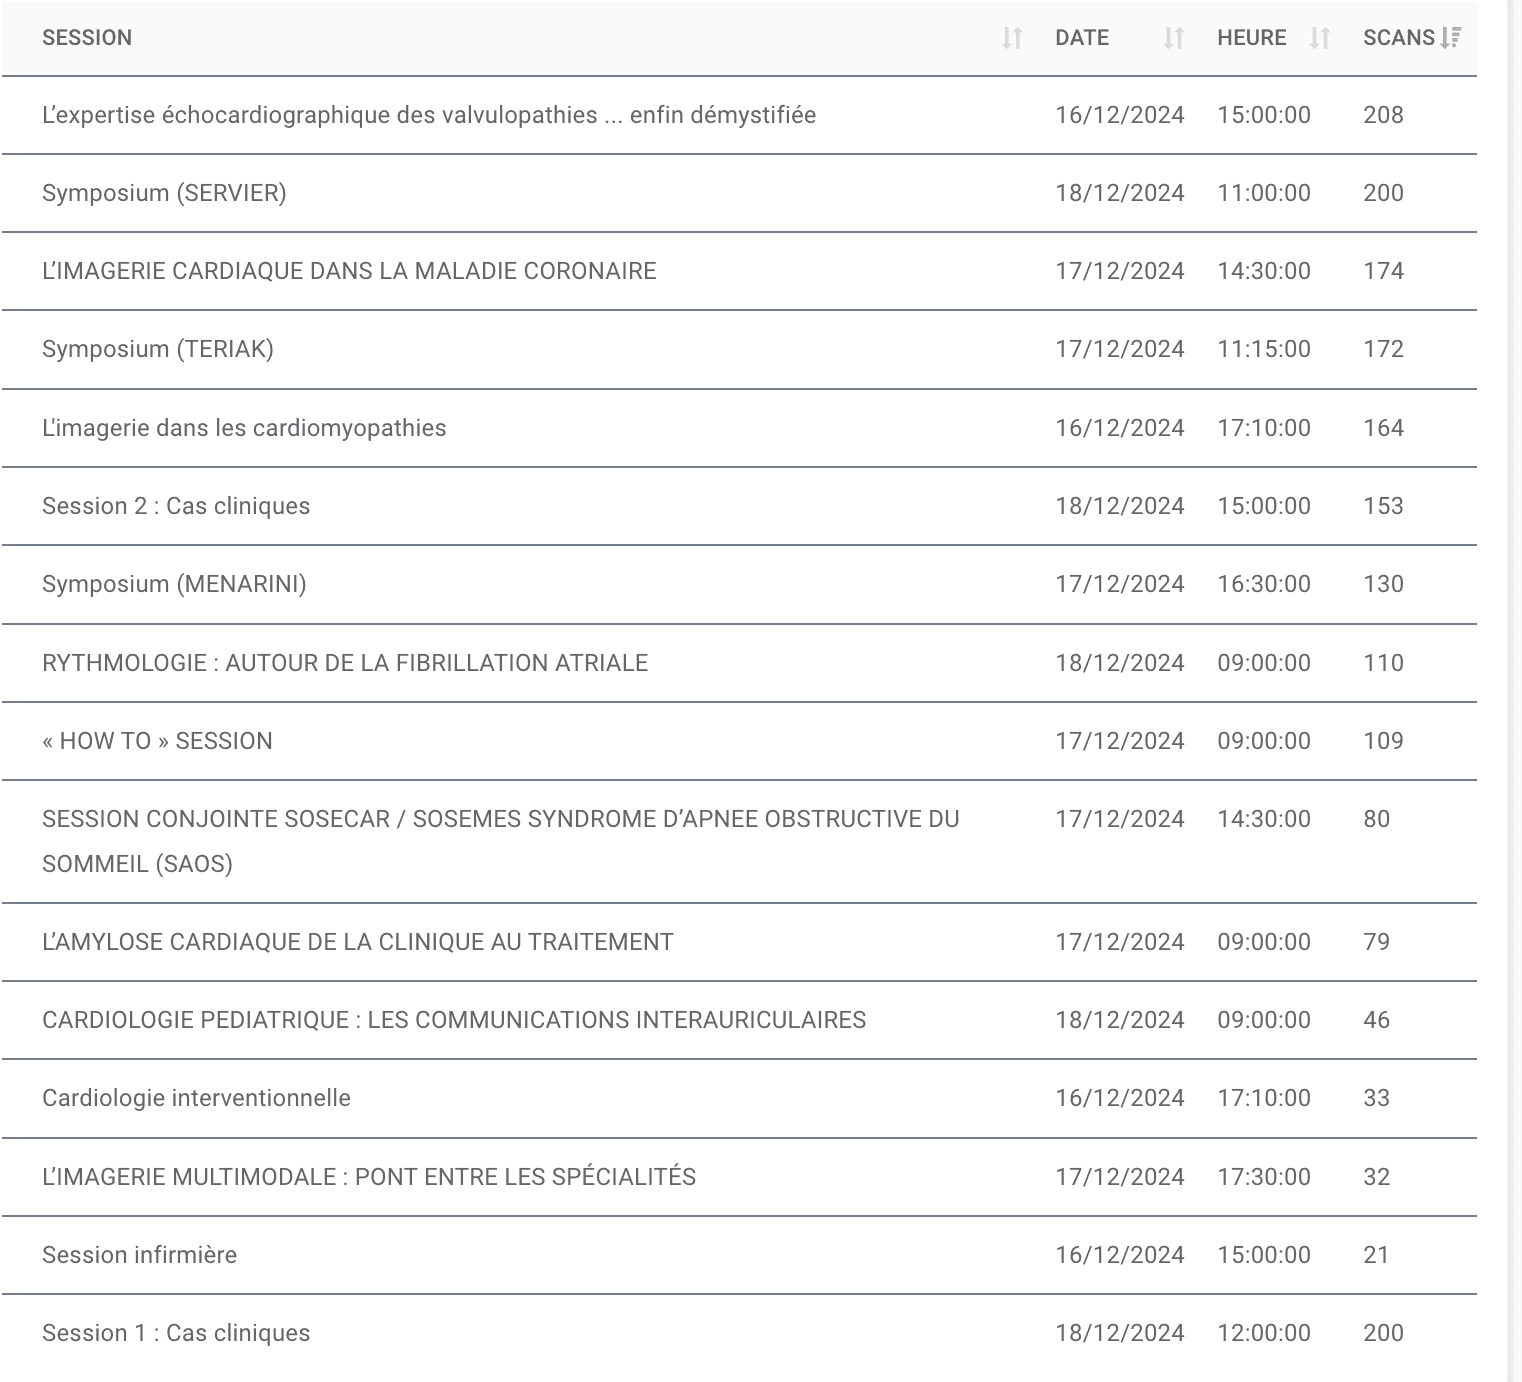 SESSION DATE HEURE SCANS
L’expertise échocardiographique des valvulopathies ... enfin démystifiée 16/12/2024 15:00:00 208
Symposium (SERVIER) 18/12/2024 11:00:00 200
L’IMAGERIE CARDIAQUE DANS LA MALADIE CORONAIRE 17/12/2024 14:30:00 174
Symposium (TERIAK) 17/12/2024 11:15:00 172
L'imagerie dans les cardiomyopathies 16/12/2024 17:10:00 164
Session 2 : Cas cliniques 18/12/2024 15:00:00 153
Symposium (MENARINI) 17/12/2024 16:30:00 130
RYTHMOLOGIE : AUTOUR DE LA FIBRILLATION ATRIALE 18/12/2024 09:00:00 110
« HOW TO » SESSION 17/12/2024 09:00:00 109
SESSION CONJOINTE SOSECAR / SOSEMES SYNDROME D’APNEE OBSTRUCTIVE DU 17/12/2024 14:30:00 80
SOMMEIL (SAOS)
L’AMYLOSE CARDIAQUE DE LA CLINIQUE AU TRAITEMENT 17/12/2024 09:00:00 79
CARDIOLOGIE PEDIATRIQUE : LES COMMUNICATIONS INTERAURICULAIRES 18/12/2024 09:00:00 46
Cardiologie interventionnelle 16/12/2024 17:10:00 33
L’IMAGERIE MULTIMODALE : PONT ENTRE LES SPÉCIALITÉS 17/12/2024 17:30:00 32
Session infirmière 16/12/2024 15:00:00 21
Session 1 : Cas cliniques 18/12/2024 12:00:00 200